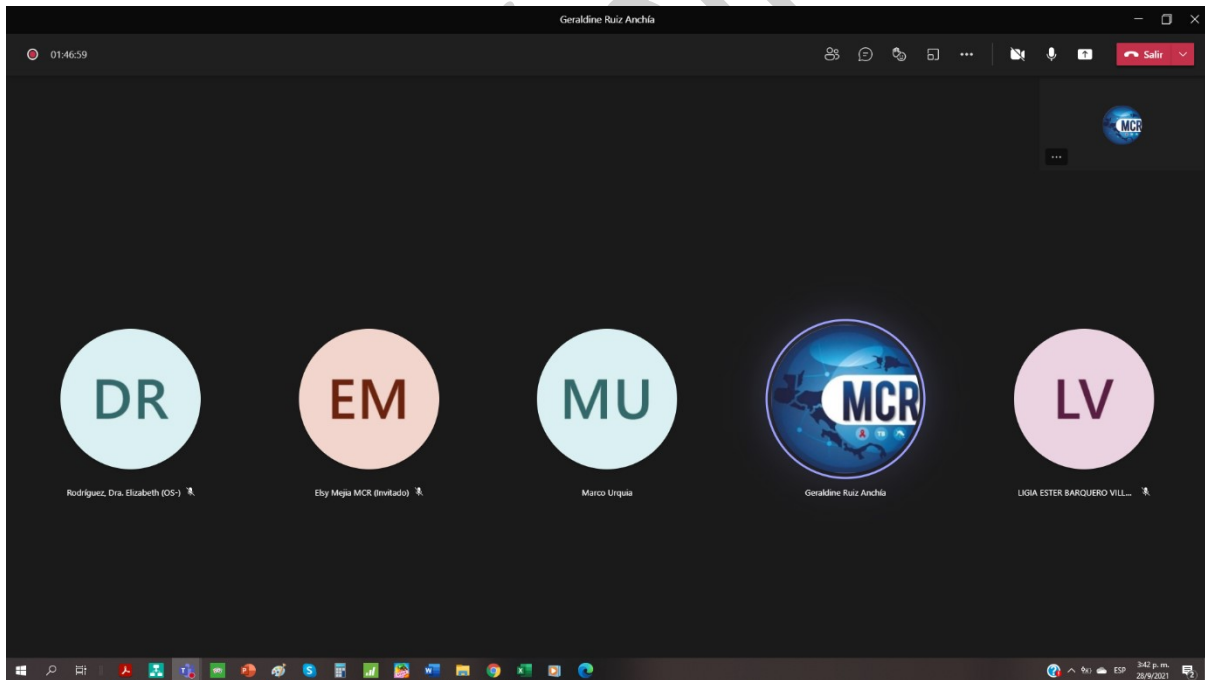 Geraldine Ruiz Anchía
01:46:59
Salir
MCR
DR
EM
MU
MCR
TB
LV
Rodríguez, Dra. Elizabeth (OS-)
Elsy Mejia MCR (Invitado)
Marco Urquia
Geraldine Ruiz Anchía
LIGIA ESTER BARQUERO VILL...
ESP
3:42 p. m.
28/9/2021